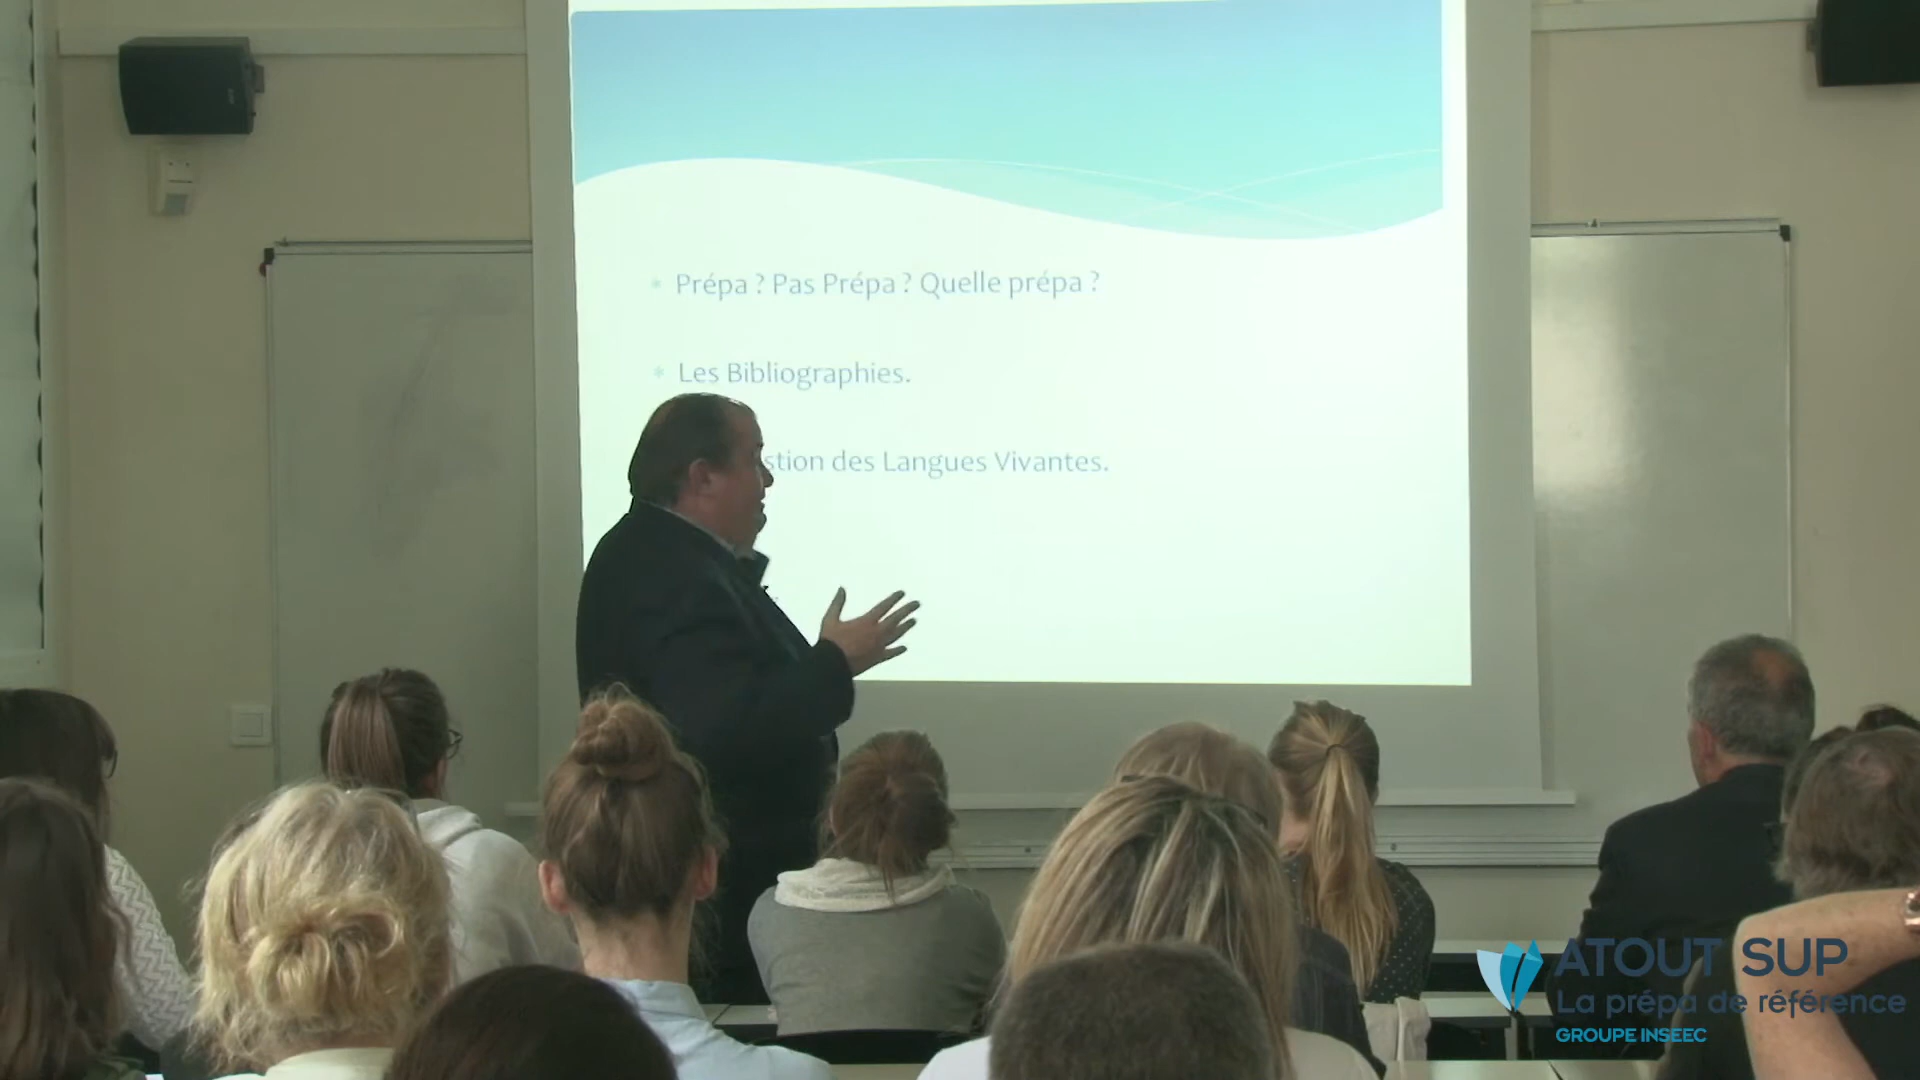 * Prépa ? Pas Prépa ? Quelle prépa ?
* Les Bibliographies.
stion des Langues Vivantes.
ATOUT SUP
La prépa de référence
GROUPE INSEEC